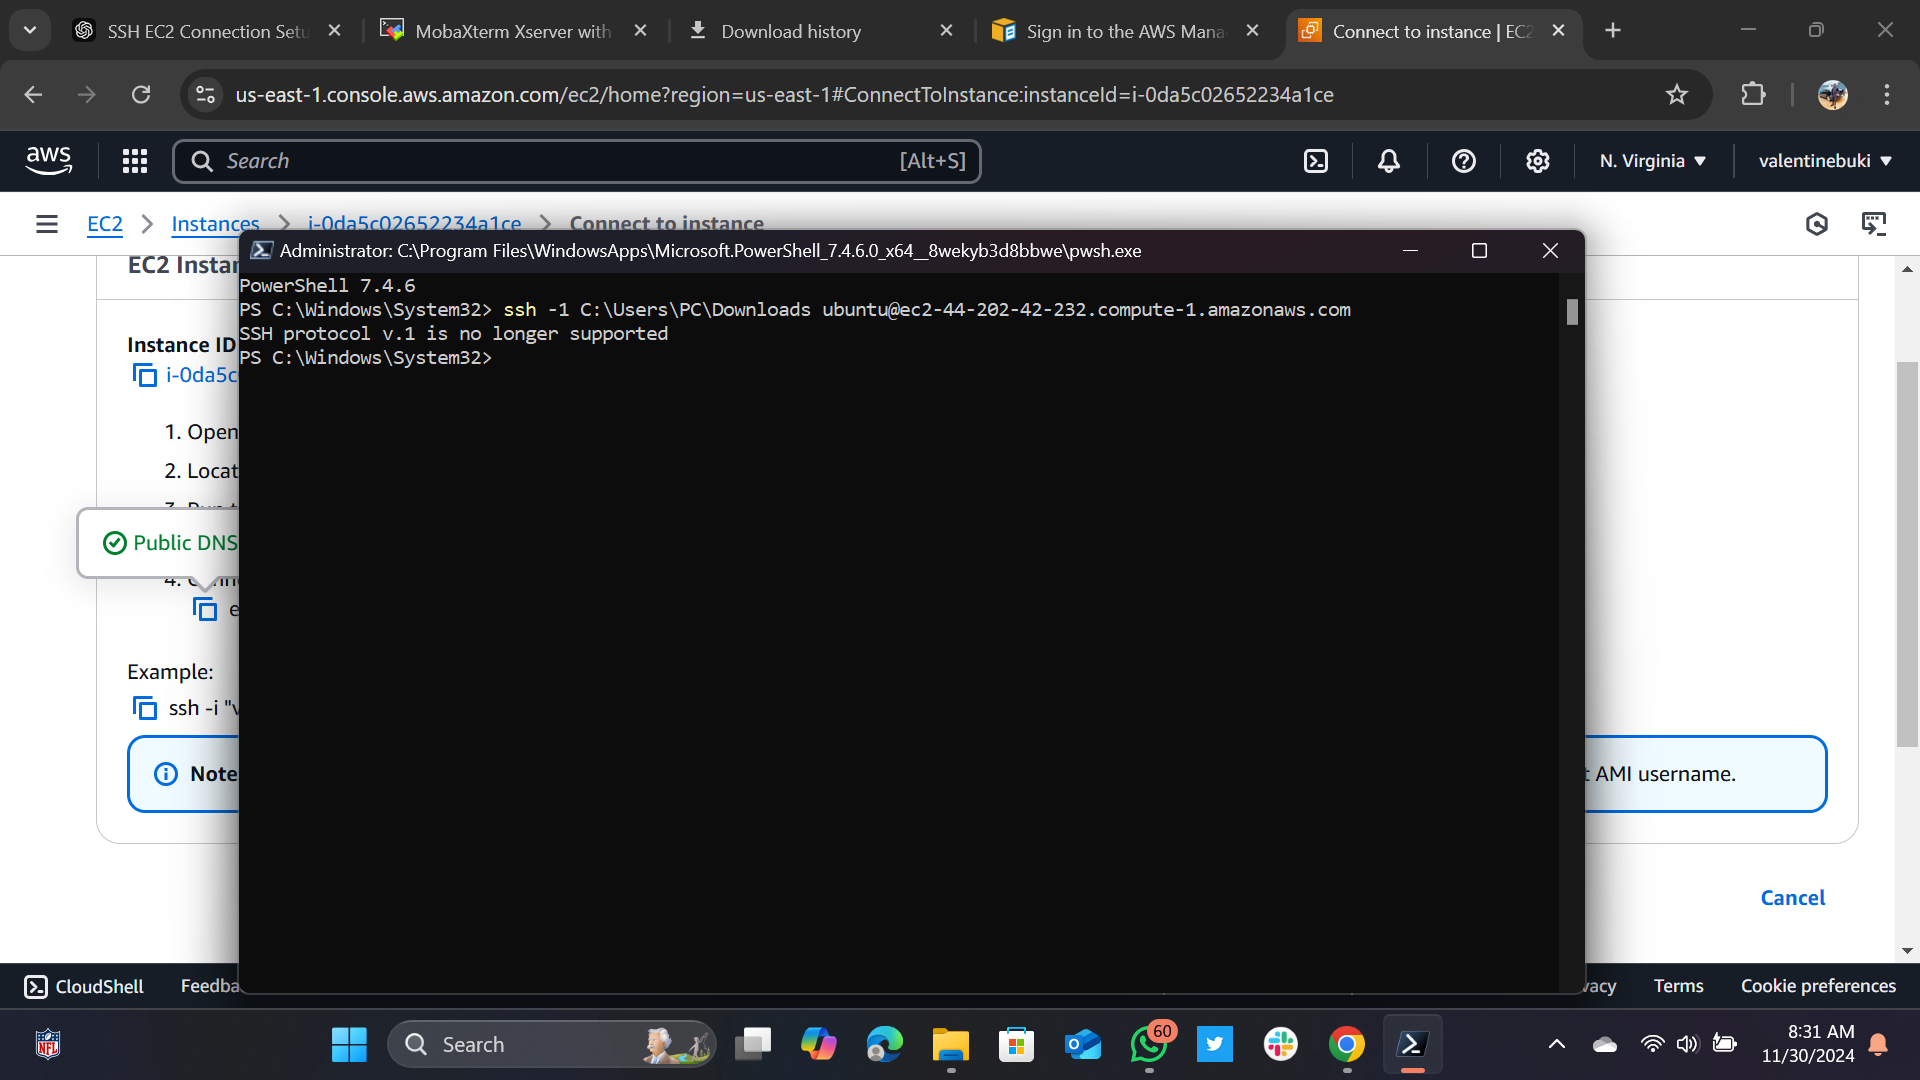 SSH EC2 Connection Setu
MobaXterm Xserver with
Download history
Sign in to the AWS Mana
Connect to instance | EC2
us-east-1.console.aws.amazon.com/ec2/home?region=us-east-1#ConnectToInstance:instanceId=i-0da5c02652234a1ce
aws
Search
[Alt+S]
N. Virginia
valentinebuki
EC2
Instances
i-0da5c02652234a1ce
Connect to instance
EC2 Instan
Administrator: C:\Program Files\WindowsApps\Microsoft.PowerShell_7.4.6.0_x64__8wekyb3d8bbwe\pwsh.exe
PowerShell 7.4.6
PS C:\Windows\System32> ssh -1 C:\Users\PC\Downloads ubuntu@ec2-44-202-42-232.compute-1.amazonaws.com
SSH protocol v.1 is no longer supported
PS C:\Windows\System32>
Instance ID
i-0da5c
1. Open
2. Locat
Public DNS
4.
e
Example:
ssh -i "v
Note
t AMI username.
Cancel
CloudShell
Feedba
vacy
Terms
Cookie preferences
NFL
Search
60
8:31 AM
11/30/2024